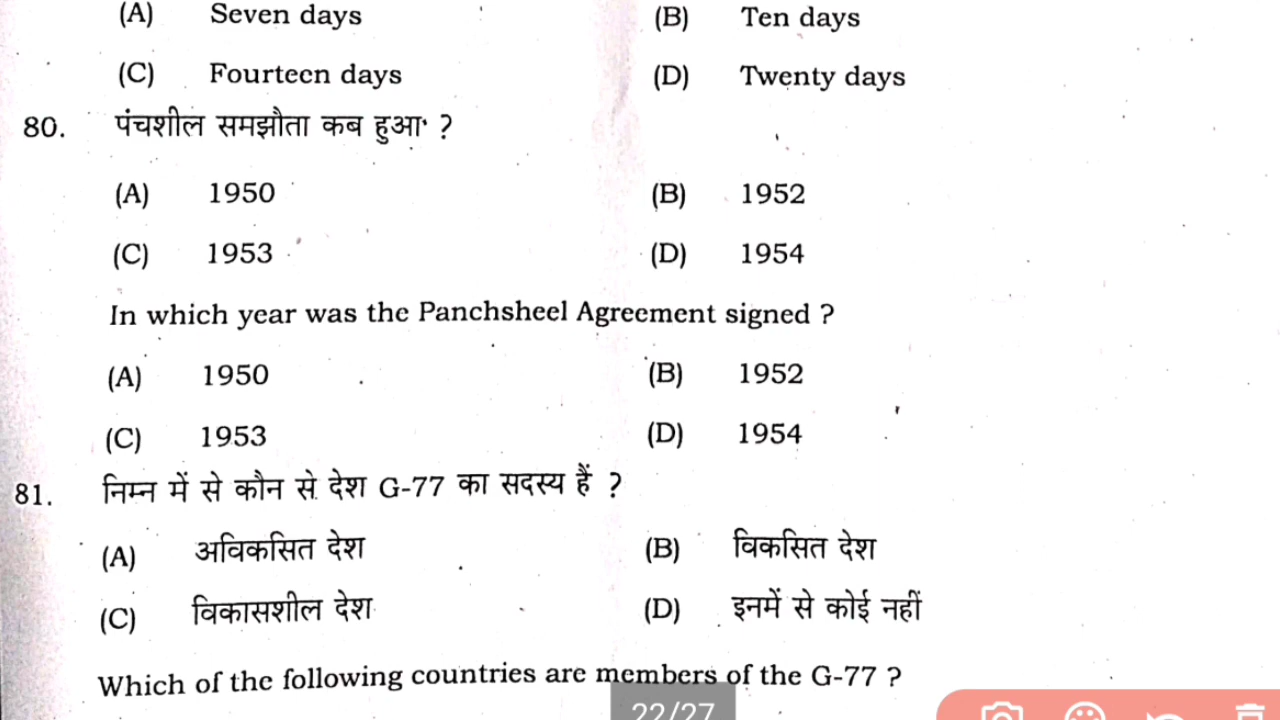 (A) Seven days (B) Ten days
(C) Fourteen days (D) Twenty days
80. पंचशील समझौता कब हुआ ?
(A) 1950 (B) 1952
(C) 1953 (D) 1954
In which year was the Panchsheel Agreement signed ?
(A) 1950 (B) 1952
(C) 1953 (D) 1954
81. निम्न में से कौन से देश G-77 का सदस्य हैं ?
(A) अविकसित देश (B) विकसित देश
(C) विकासशील देश (D) इनमें से कोई नहीं
Which of the following countries are members of the G-77 ?
22/27